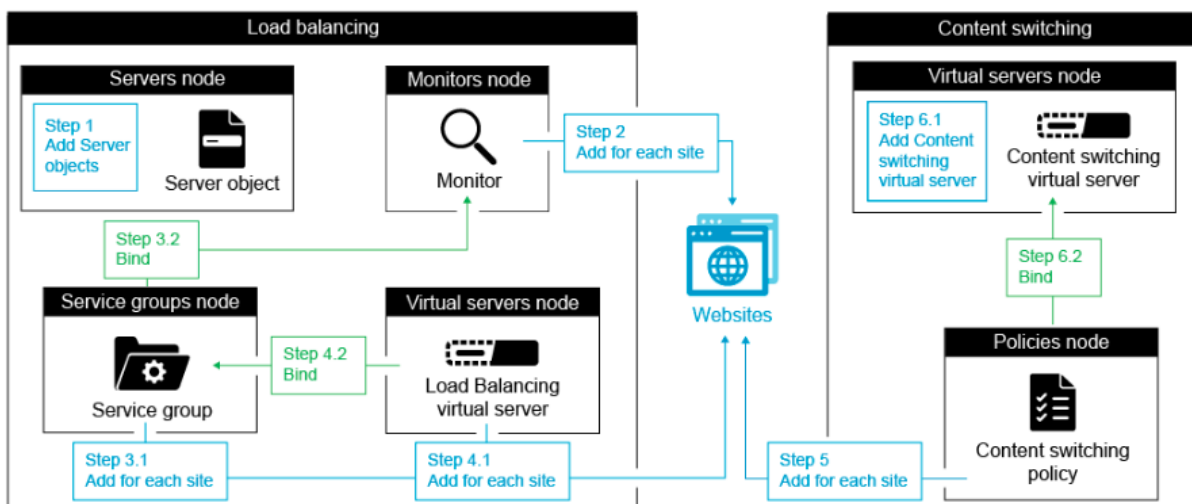 Load balancing
Servers node
Step 1
Add Server
objects
Server object
Monitors node
Monitor
Step 2
Add for each site
Step 3.2
Bind
Service groups node
Service group
Step 4.2
Bind
Virtual servers node
Load Balancing
virtual server
Step 3.1
Add for each site
Step 4.1
Add for each site
Websites
Content switching
Virtual servers node
Step 6.1
Add Content
switching
virtual server
Content switching
virtual server
Step 6.2
Bind
Policies node
Content switching
policy
Step 5
Add for each site